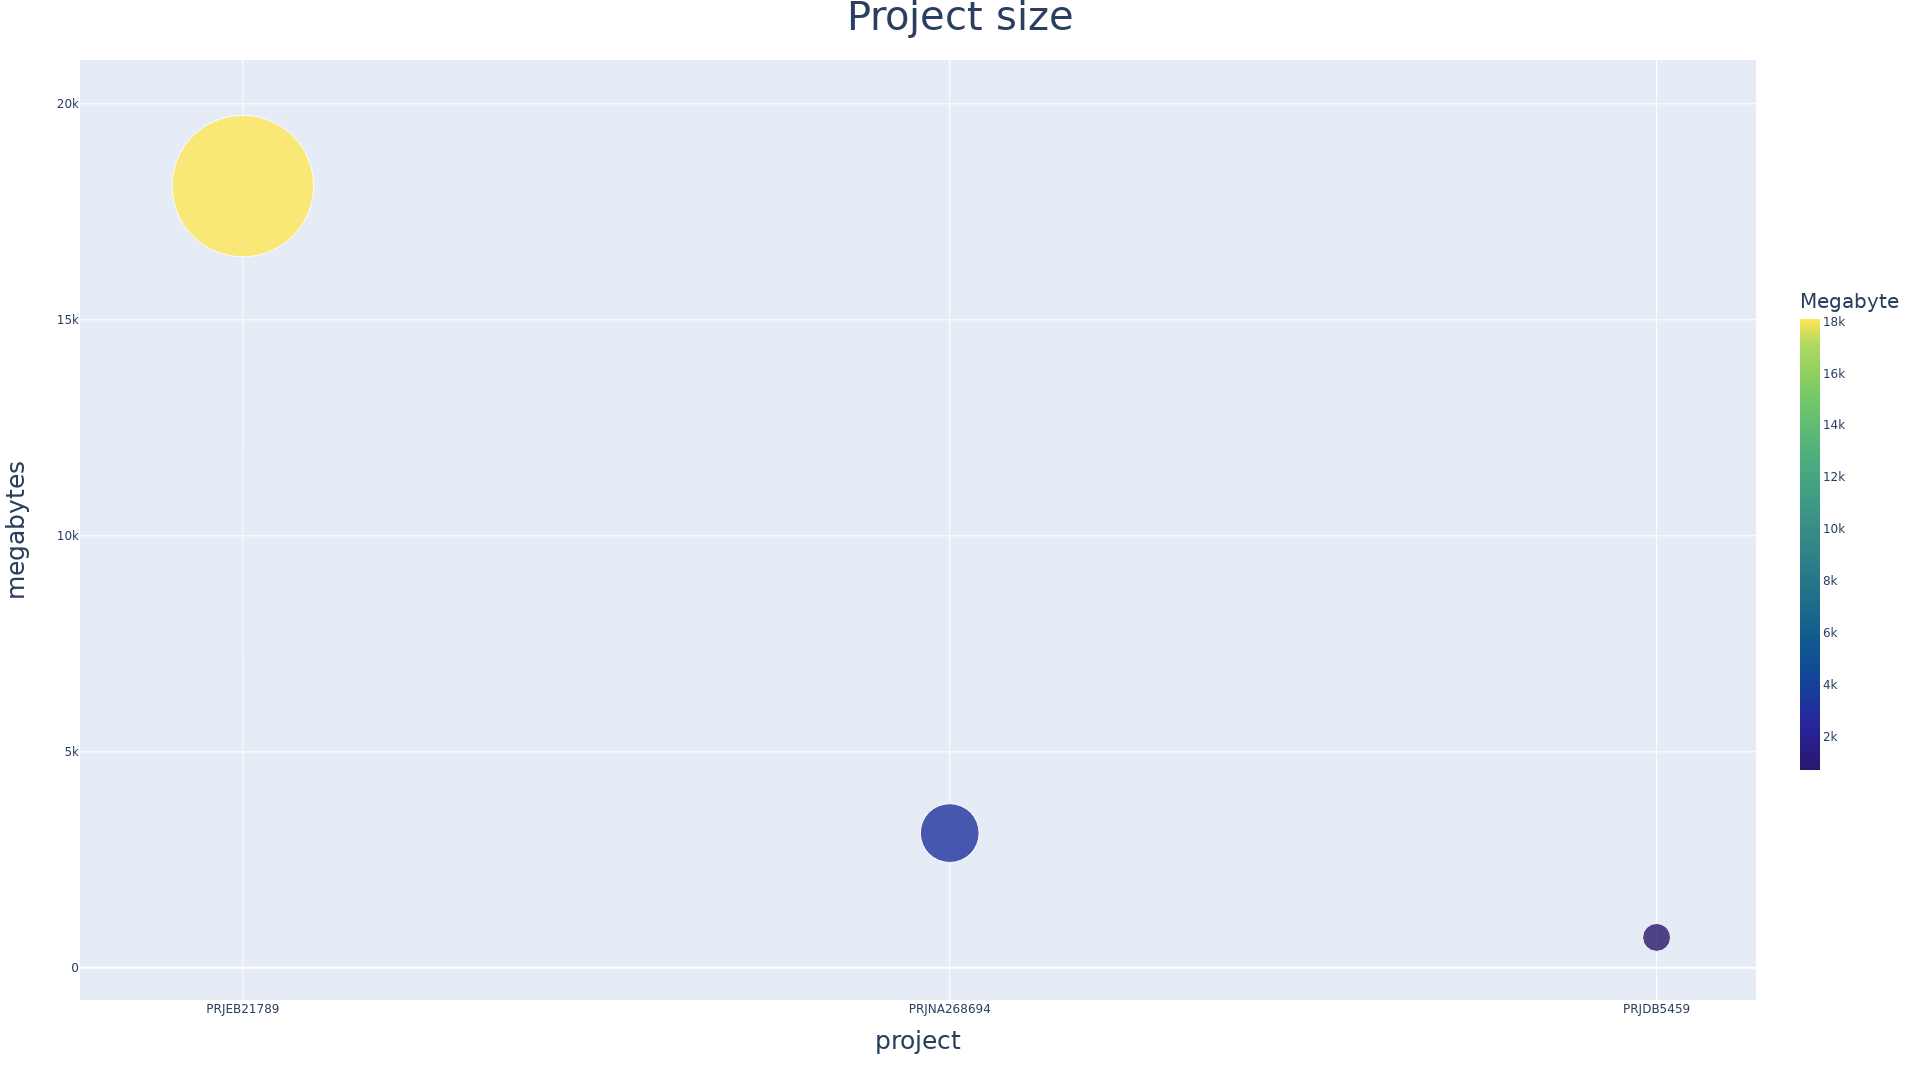 Project size
megabytes
20k
15k
10k
5k
0
PRJEB21789
PRJNA268694
PRJDB5459
project
Megabyte
18k
16k
14k
12k
10k
8k
6k
4k
2k